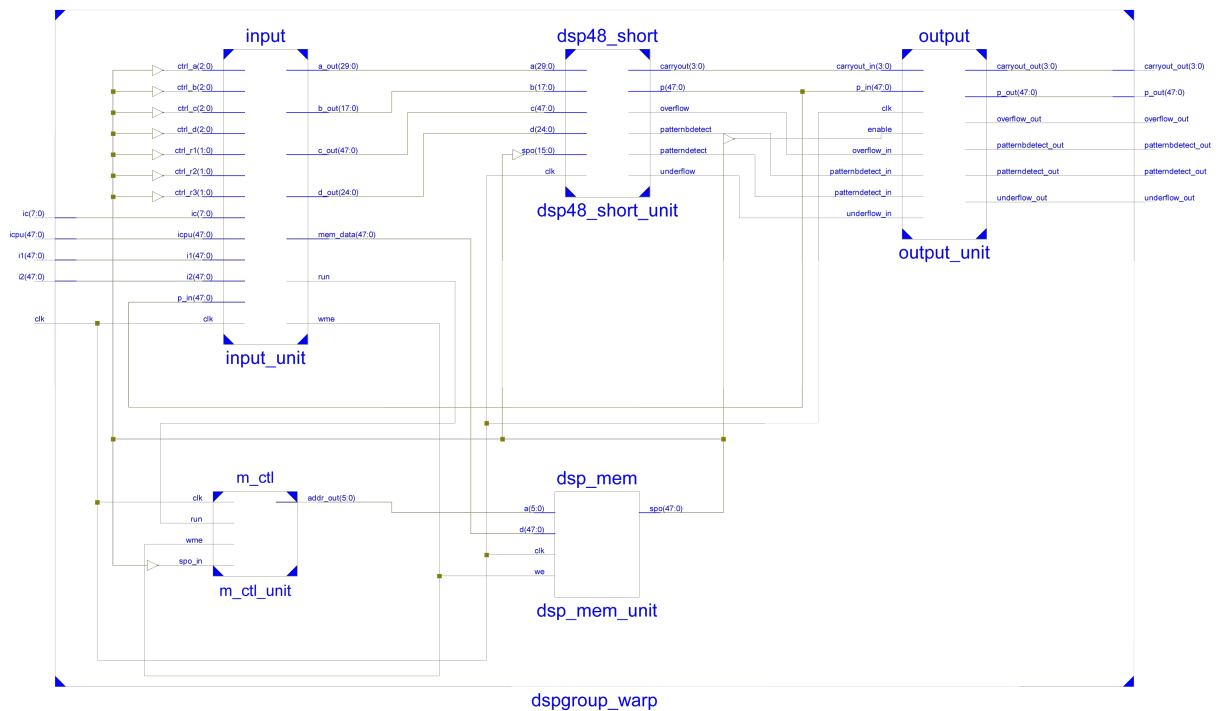 input
dsp48_short
output
ctrl_a(2:0)
a_out(29:0)
a(29:0)
carryout(3:0)
carryout_in(3:0)
carryout_out(3:0)
carryout_out(3:0)
ctrl_b(2:0)
b(17:0)
p(47:0)
p_in(47:0)
p_out(47:0)
p_out(47:0)
ctrl_c(2:0)
b_out(17:0)
c(47:0)
overflow
clk
overflow_out
overflow_out
ctrl_d(2:0)
d(24:0)
patternbdetect
enable
patternbdetect_out
patternbdetect_out
ctrl_r1(1:0)
c_out(47:0)
spo(15:0)
patterndetect
overflow_in
ctrl_r2(1:0)
clk
underflow
patternbdetect_in
patterndetect_out
patterndetect_out
ctrl_r3(1:0)
d_out(24:0)
patterndetect_in
underflow_out
underflow_out
ic(7:0)
ic(7:0)
dsp48_short_unit
underflow_in
icpu(47:0)
icpu(47:0)
mem_data(47:0)
i1(47:0)
i1(47:0)
output_unit
i2(47:0)
i2(47:0)
run
p_in(47:0)
clk
clk
wme
input_unit
m_ctl
dsp_mem
clk
addr_out(5:0)
a(5:0)
spo(47:0)
run
d(47:0)
wme
clk
spo_in
we
m_ctl_unit
dsp_mem_unit
dspgroup_warp